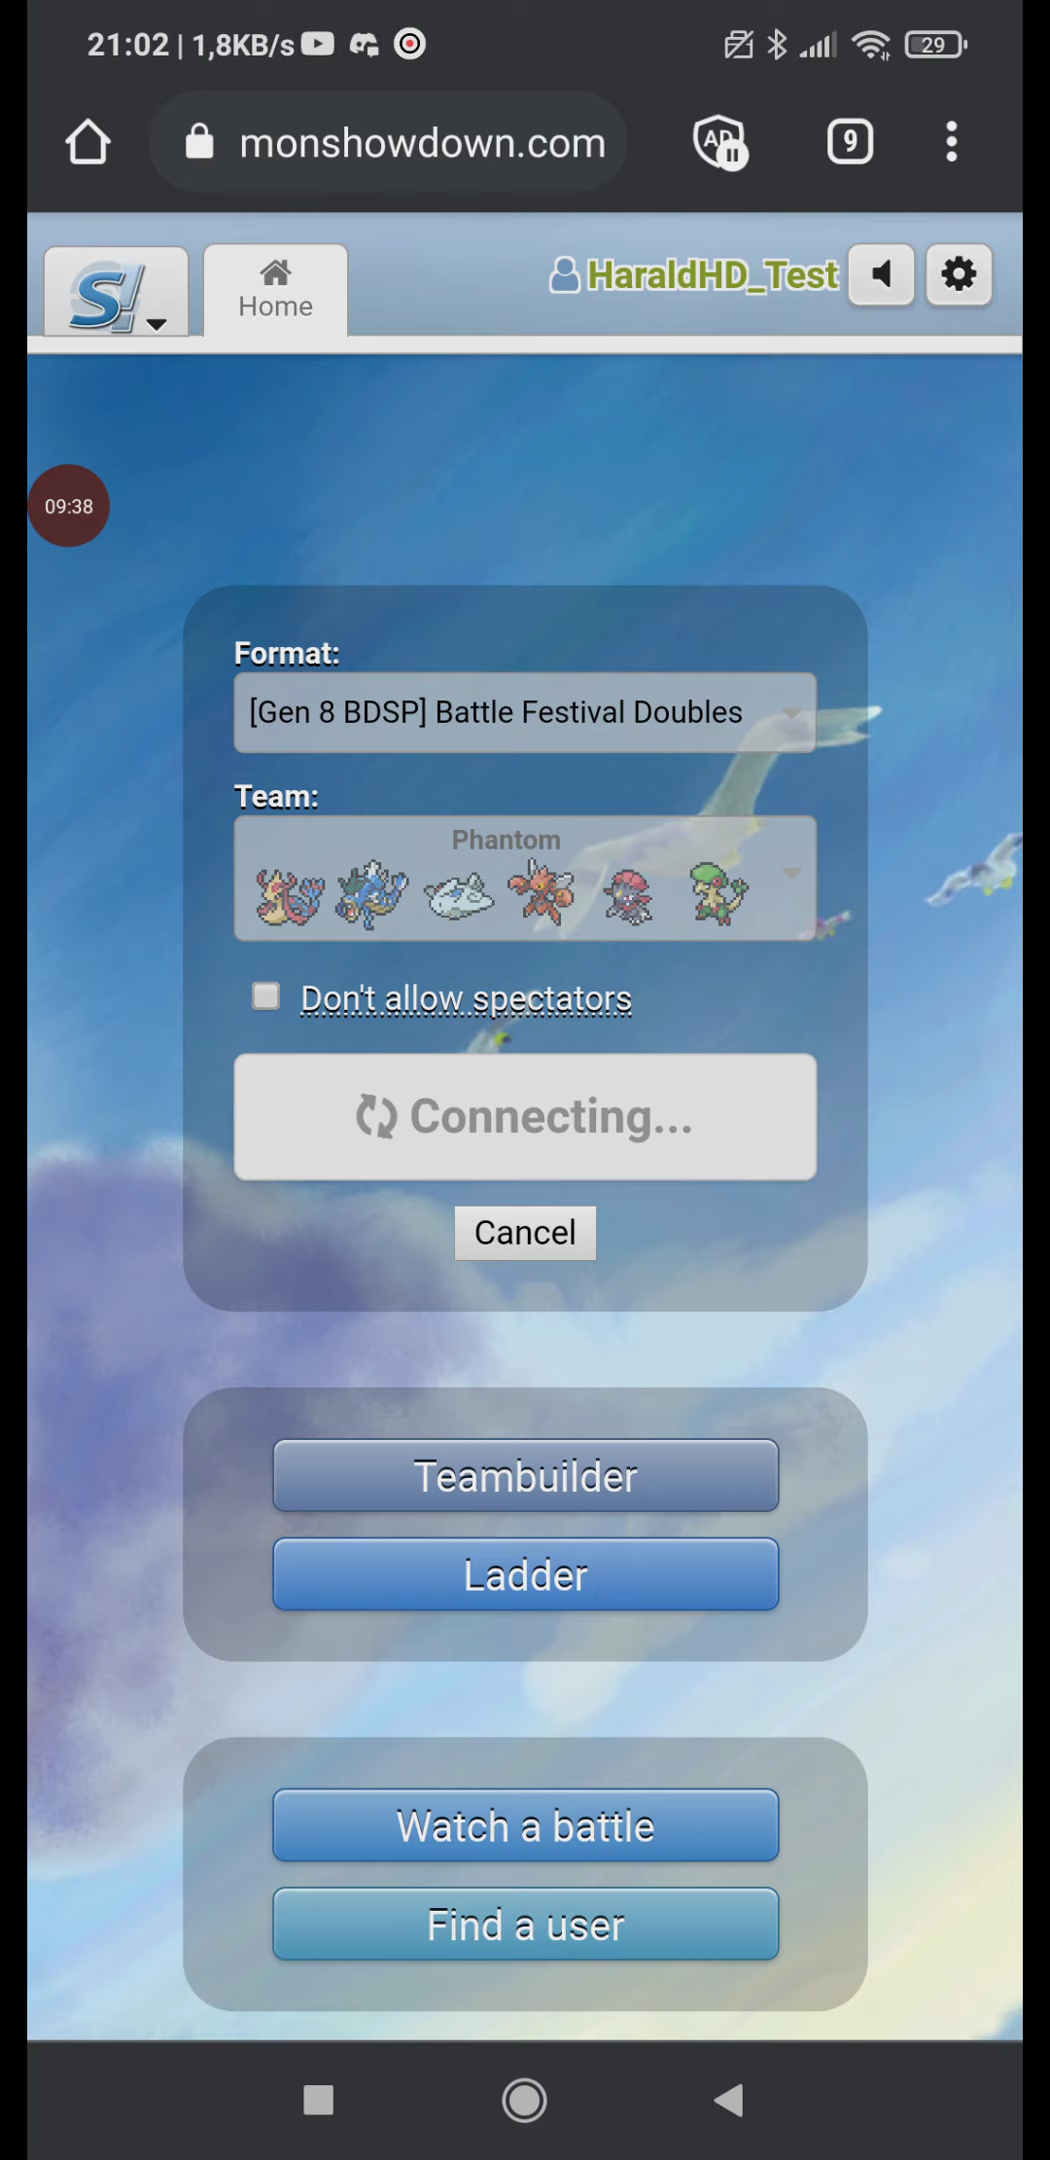 21:02 | 1,8KB/s
29
monshowdown.com
AD
9
S!
Home
HaraldHD_Test
09:38
Format:
[Gen 8 BDSP] Battle Festival Doubles
Team:
Phantom
Don't allow spectators
Connecting...
Cancel
Teambuilder
Ladder
Watch a battle
Find a user